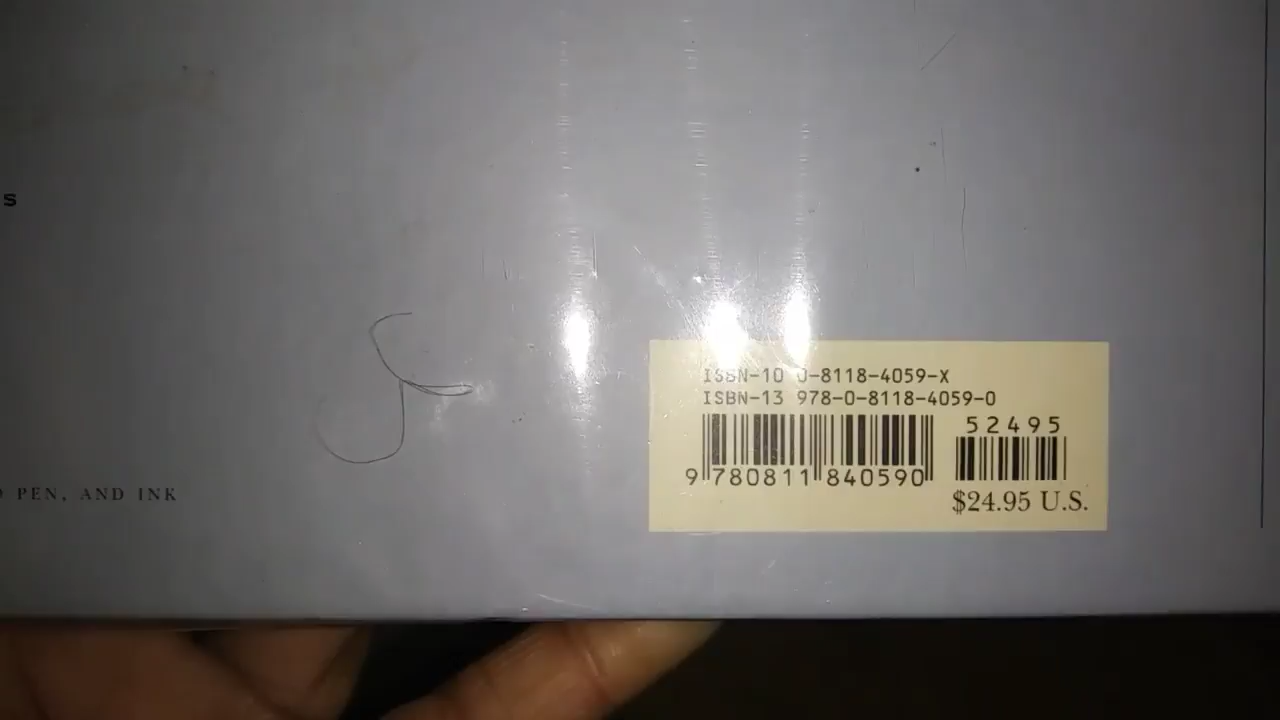 S
PEN, AND INK
ISBN-10 0-8118-4059-X
ISBN-13 978-0-8118-4059-0
52495
9 780811 840590
$24.95 U.S.